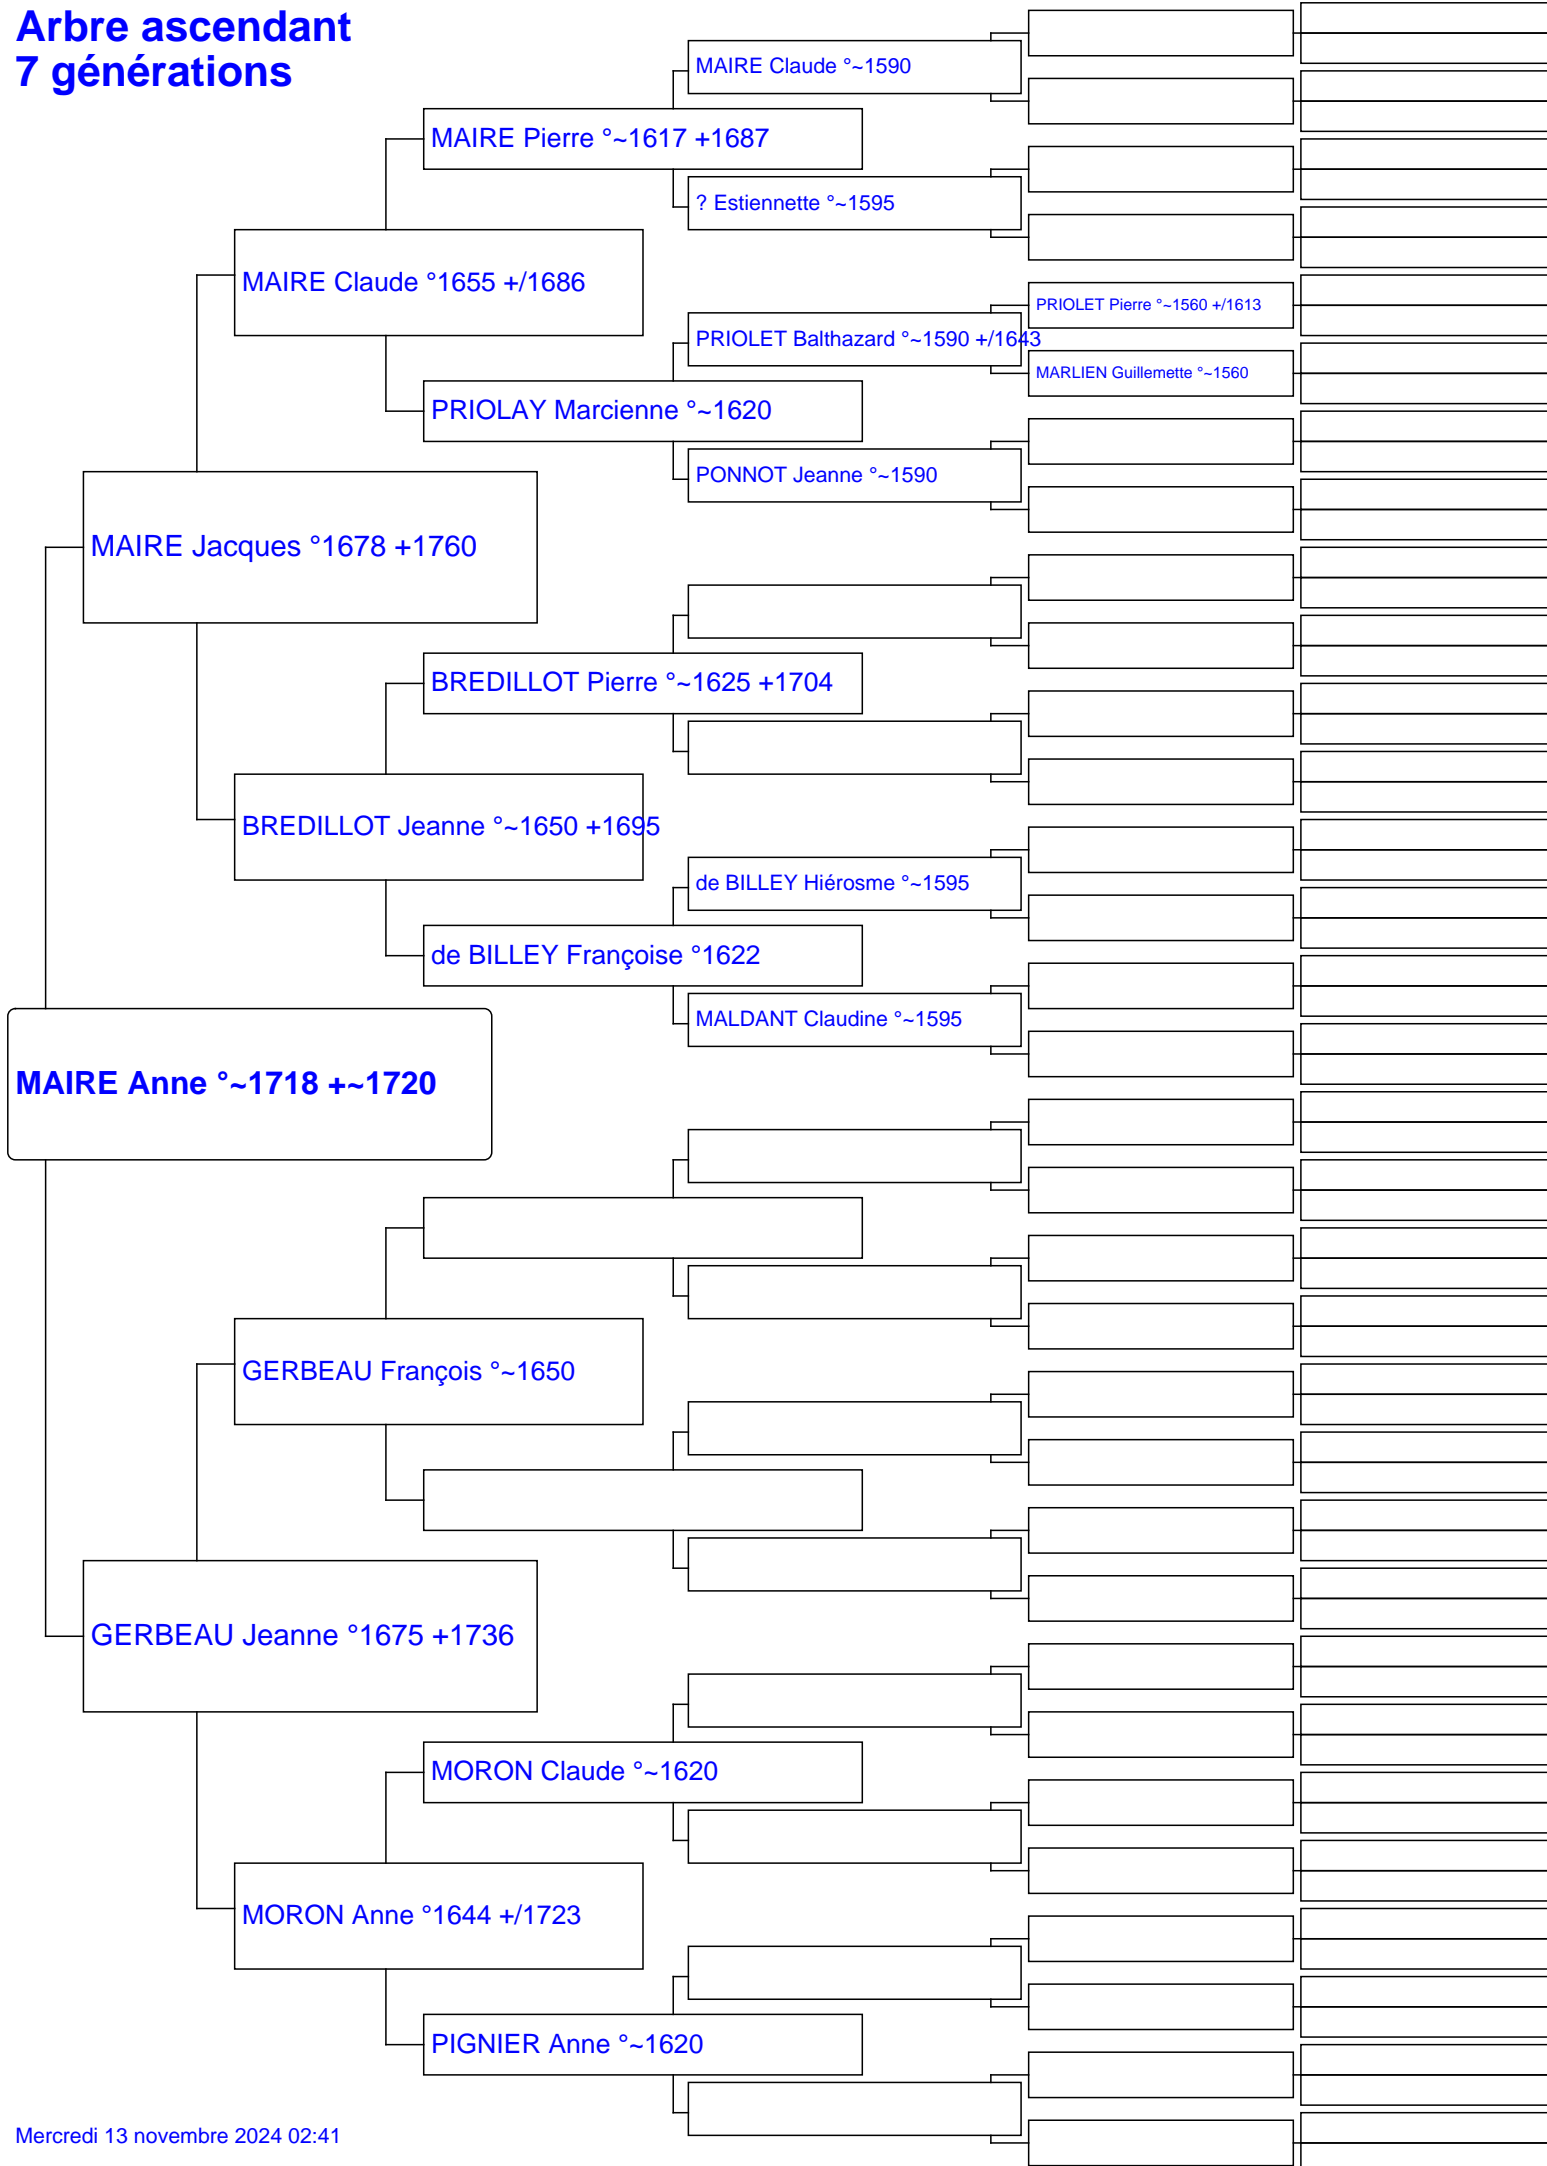 Arbre ascendant
7 générations
MAIRE Claude °~1590
MAIRE Pierre °~1617 +1687
? Estiennette °~1595
MAIRE Claude °1655 +/1686
PRIOLET Pierre °~1560 +/1613
PRIOLET Balthazard °~1590 +/1643
MARLIEN Guillemette °~1560
PRIOLAY Marcienne °~1620
PONNOT Jeanne °~1590
MAIRE Jacques °1678 +1760
BREDILLOT Pierre °~1625 +1704
BREDILLOT Jeanne °~1650 +1695
de BILLEY Hiérosme °~1595
de BILLEY Françoise °1622
MALDANT Claudine °~1595
MAIRE Anne °~1718 +~1720
GERBEAU François °~1650
GERBEAU Jeanne °1675 +1736
MORON Claude °~1620
MORON Anne °1644 +/1723
PIGNIER Anne °~1620
Mercredi 13 novembre 2024 02:41